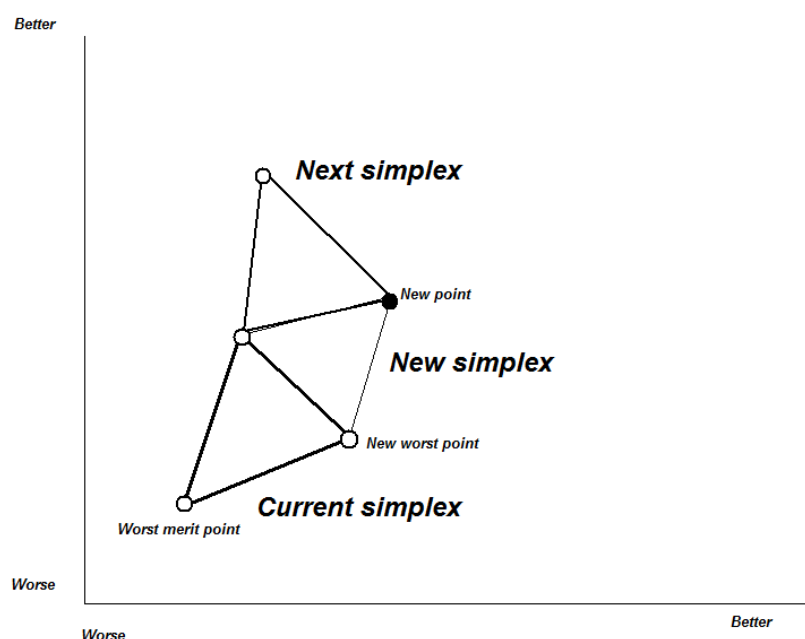 Better
Next simplex
New point
New simplex
New worst point
Current simplex
Worst merit point
Worse
Better
Worse